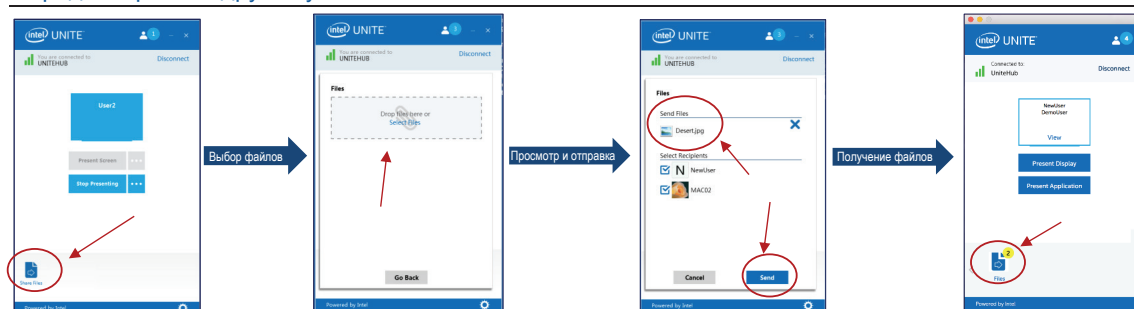 intel UNITE
1
You are connected to:
UNITEHUB
Disconnect
User2
Present Screen
Stop Presenting
Share Files
Powered by Intel
Выбор файлов
intel UNITE
3
You are connected to:
UNITEHUB
Disconnect
Files
Drop files here or
Select Files
Go Back
Powered by Intel
Просмотр и отправка
intel UNITE
3
You are connected to:
UNITEHUB
Disconnect
Files
Send Files
Desert.jpg
Select Recipients
N NewUser
MAC02
Cancel
Send
Powered by Intel
Получение файлов
intel UNITE
4
Connected to:
UniteHub
Disconnect
NewUser
DemoUser
View
Present Display
Present Application
2
Files
Powered by Intel